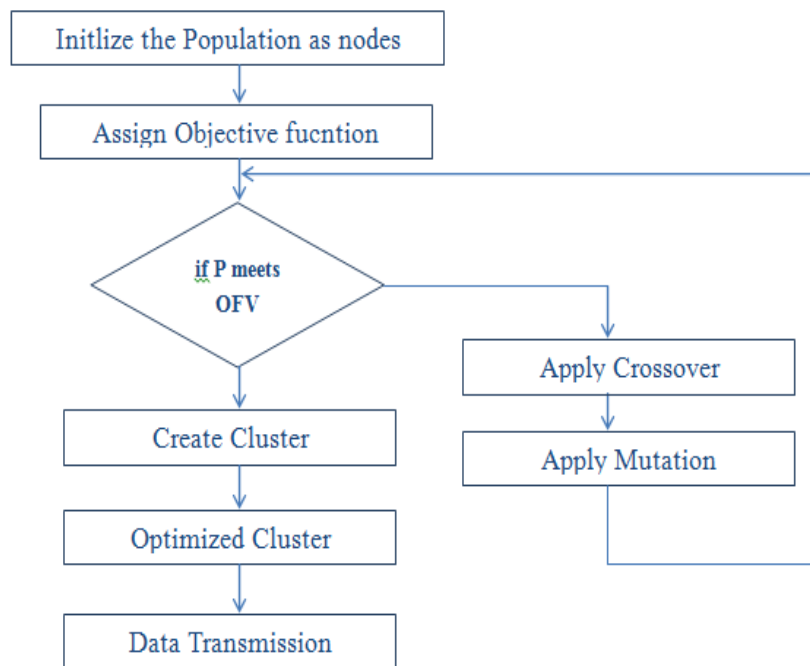 Initlize the Population as nodes
Assign Objective fucntion
if P meets
OFV
Apply Crossover
Create Cluster
Apply Mutation
Optimized Cluster
Data Transmission